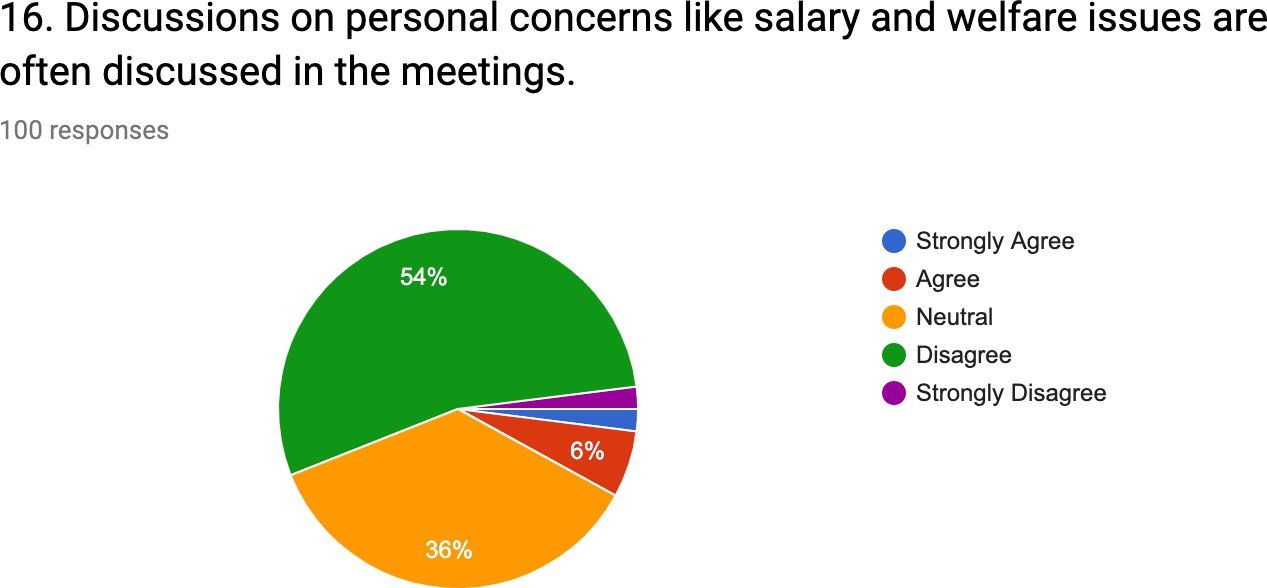 16. Discussions on personal concerns like salary and welfare issues are
often discussed in the meetings.
100 responses
54%
6%
36%
Strongly Agree
Agree
Neutral
Disagree
Strongly Disagree